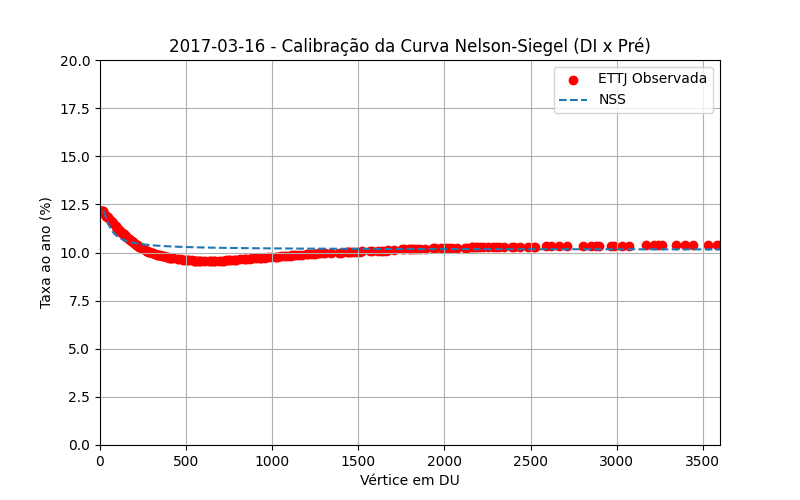 2017-03-16 - Calibração da Curva Nelson-Siegel (DI x Pré)
ETTJ Observada
NSS
Taxa ao ano (%)
20.0
17.5
15.0
12.5
10.0
7.5
5.0
2.5
0.0
0 500 1000 1500 2000 2500 3000 3500
Vértice em DU